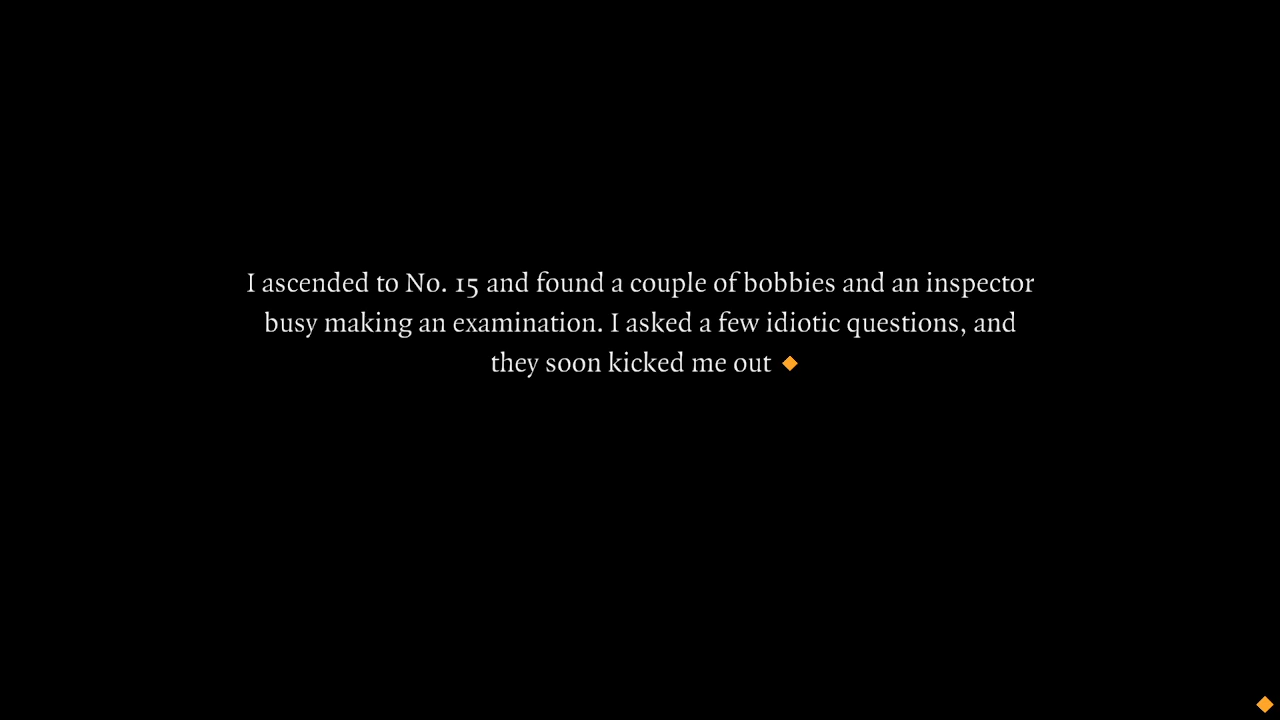 I ascended to No. 15 and found a couple of bobbies and an inspector
busy making an examination. I asked a few idiotic questions, and
they soon kicked me out